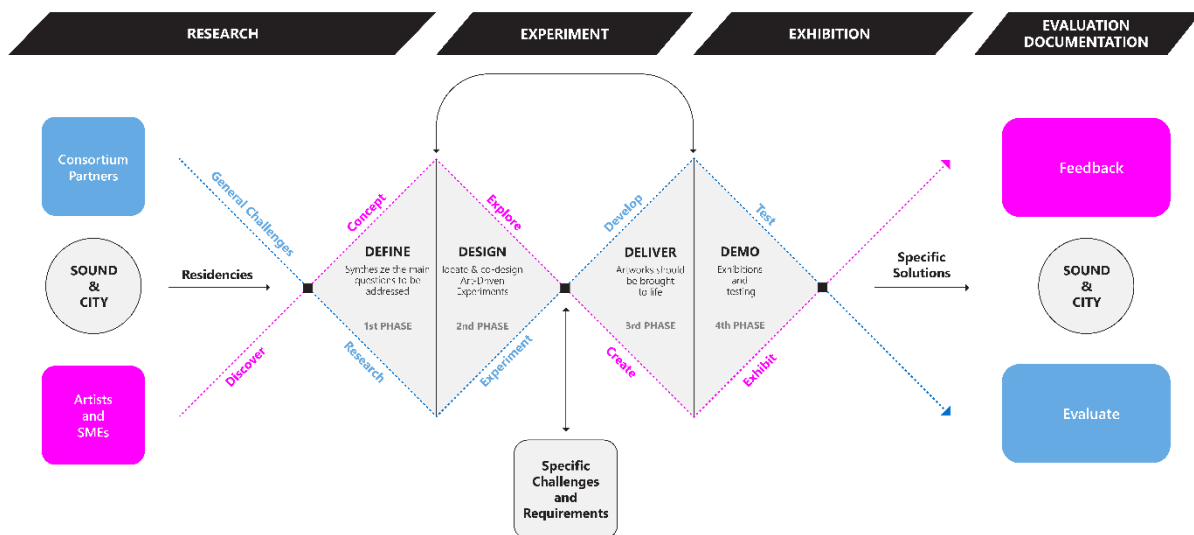 RESEARCH
EXPERIMENT
EXHIBITION
EVALUATION
DOCUMENTATION
Consortium
Partners
SOUND
&
CITY
Artists
and
SMEs
General Challenges
Residencies
Discover
Concept
Research
DEFINE
Synthesize the main
questions to be
addressed
1st PHASE
Explore
Experiment
DESIGN
locate & co-design
Art-Driven
Experiments
2nd PHASE
Specific
Challenges
and
Requirements
Develop
Create
DELIVER
Artworks should
be brought
to life
3rd PHASE
Test
Exhibit
DEMO
Exhibitions
and
testing
4th PHASE
Specific
Solutions
Feedback
SOUND
&
CITY
Evaluate